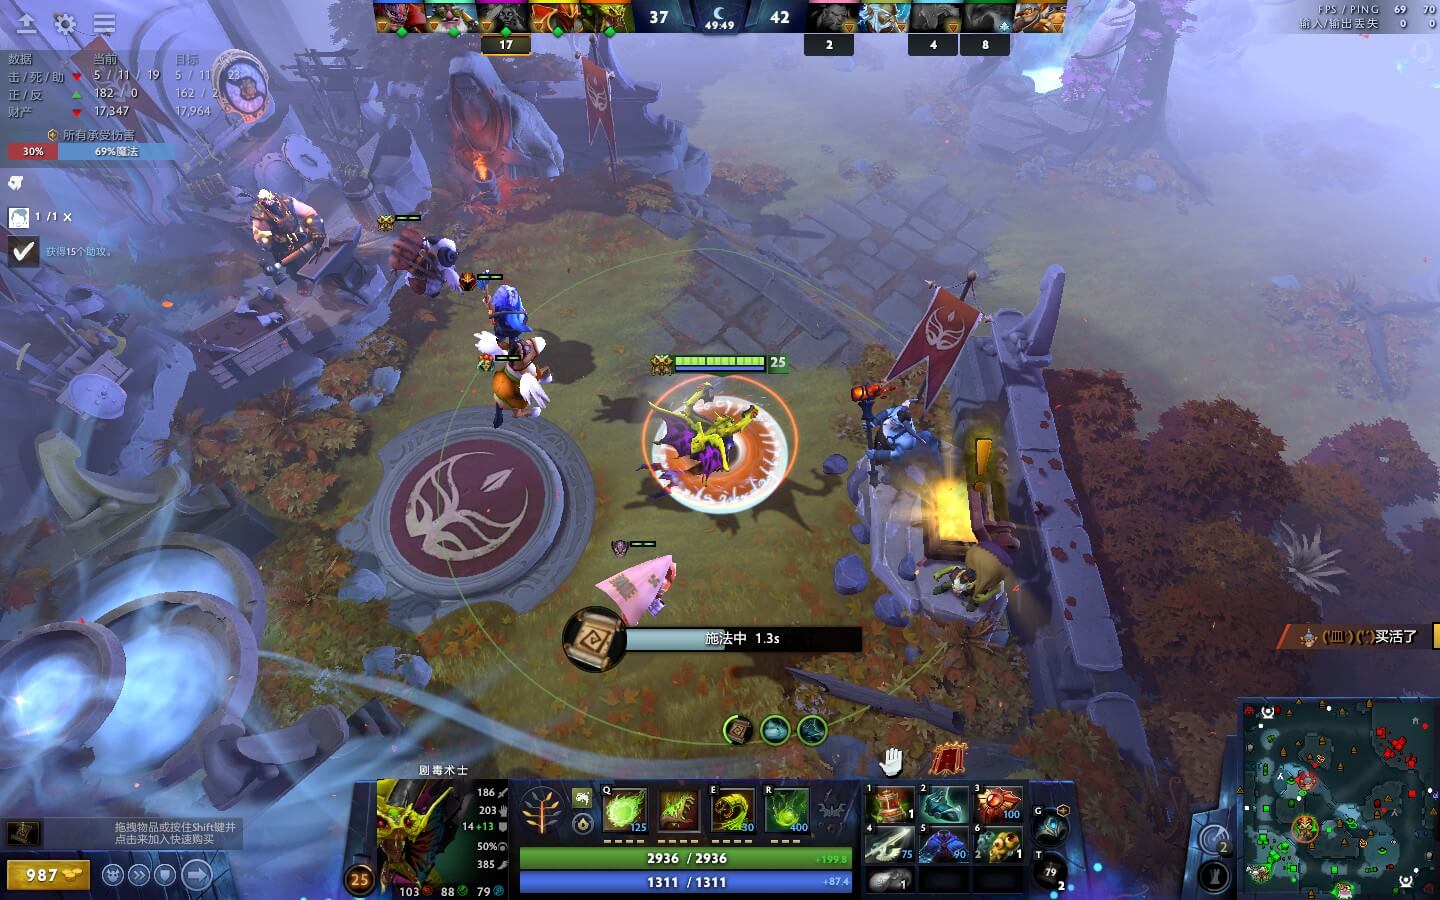 37
49:49
42
17
2
4
8
FPS / PING 69 70
输入/输出丢失 0 0
数据 当前 目标
击/死/助 5 / 11 / 19 5 / 11 23
正/反 182 / 0 162 / 2
财产 17,347 17,964
所有承受伤害
30% 69%魔法
1 /1 ×
获得15个助攻。
25
施法中 1.3s
买活了
剧毒术士
186
203
14 +13
50%
385
103 88 79
25
Q E R
125 30 400
2936 / 2936 +199.8
1311 / 1311 +87.4
1 2 3
1 100
4 5 6
75 90 2 1
1
G
T
79
2
2
拖拽物品或按住Shift键并
点击来加入快速购买
987